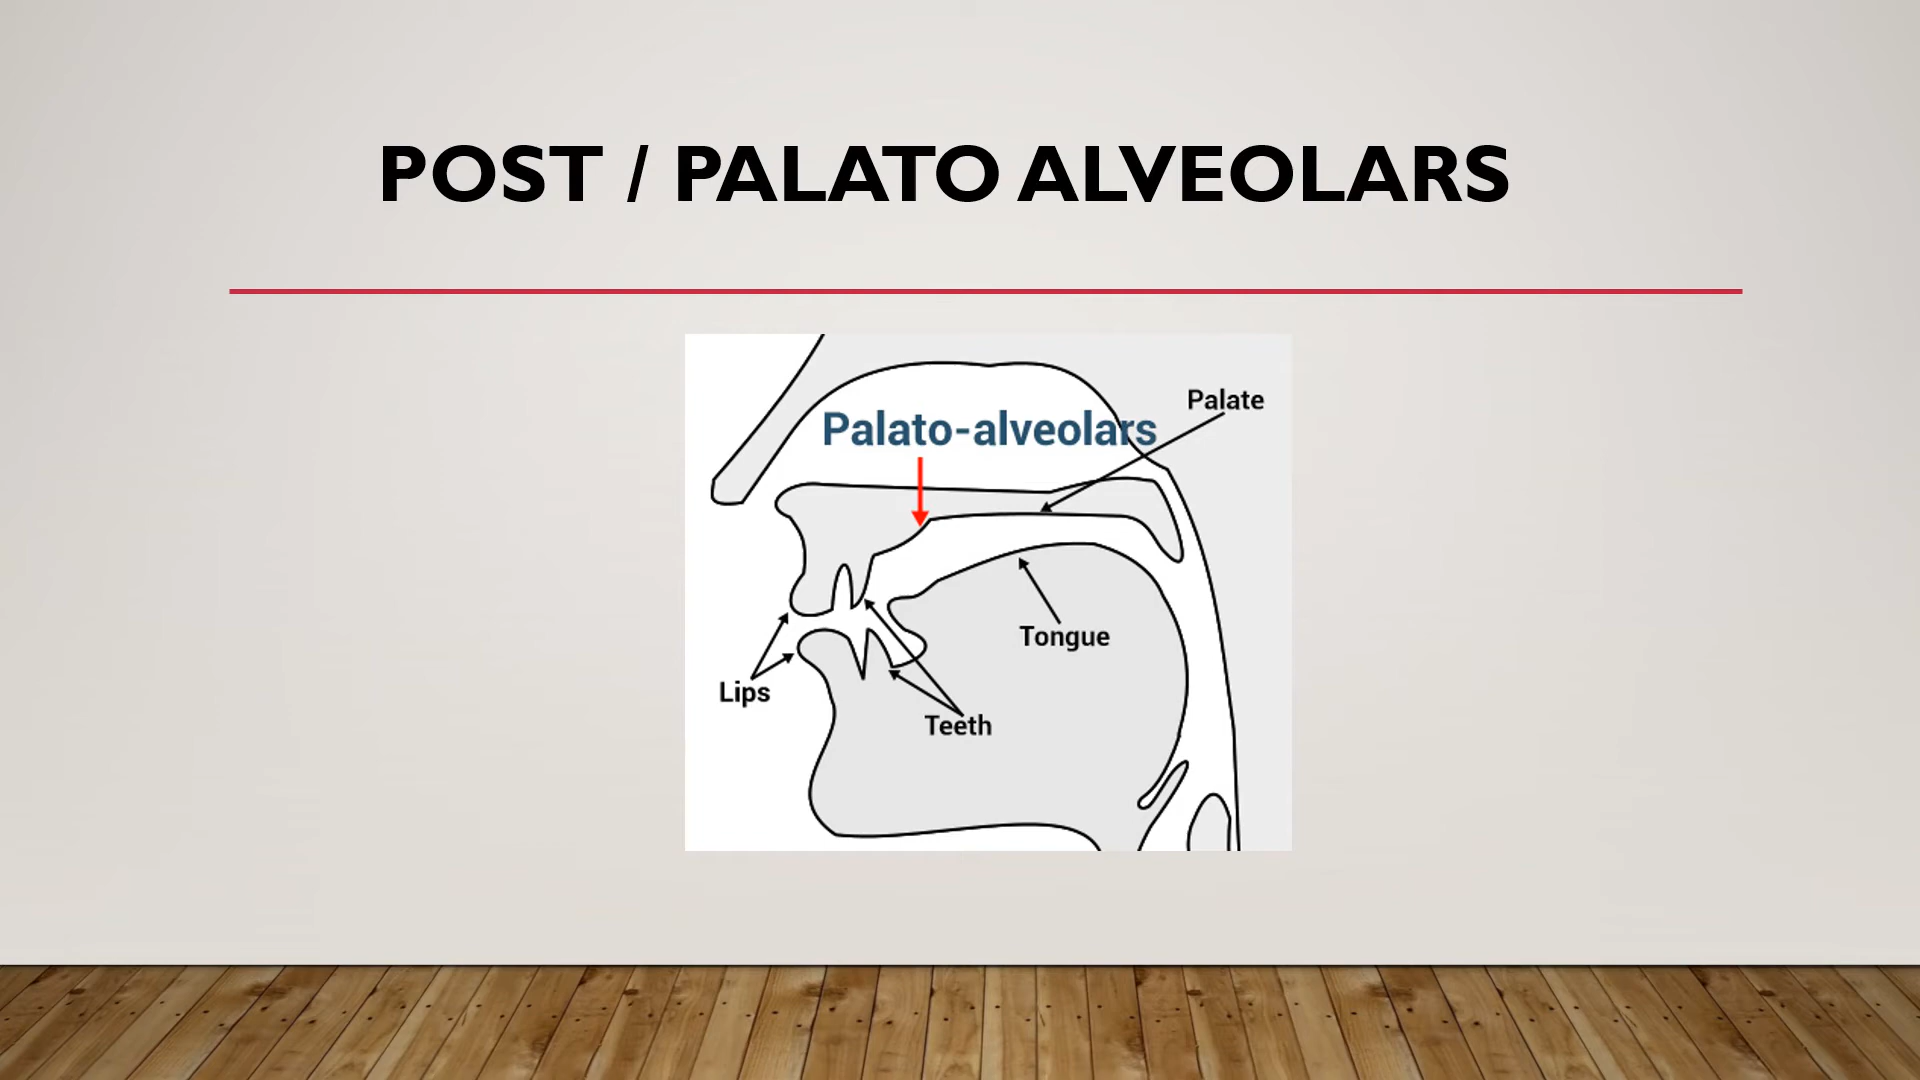 POST / PALATO ALVEOLARS
Palate
Palato-alveolars
Tongue
Lips
Teeth